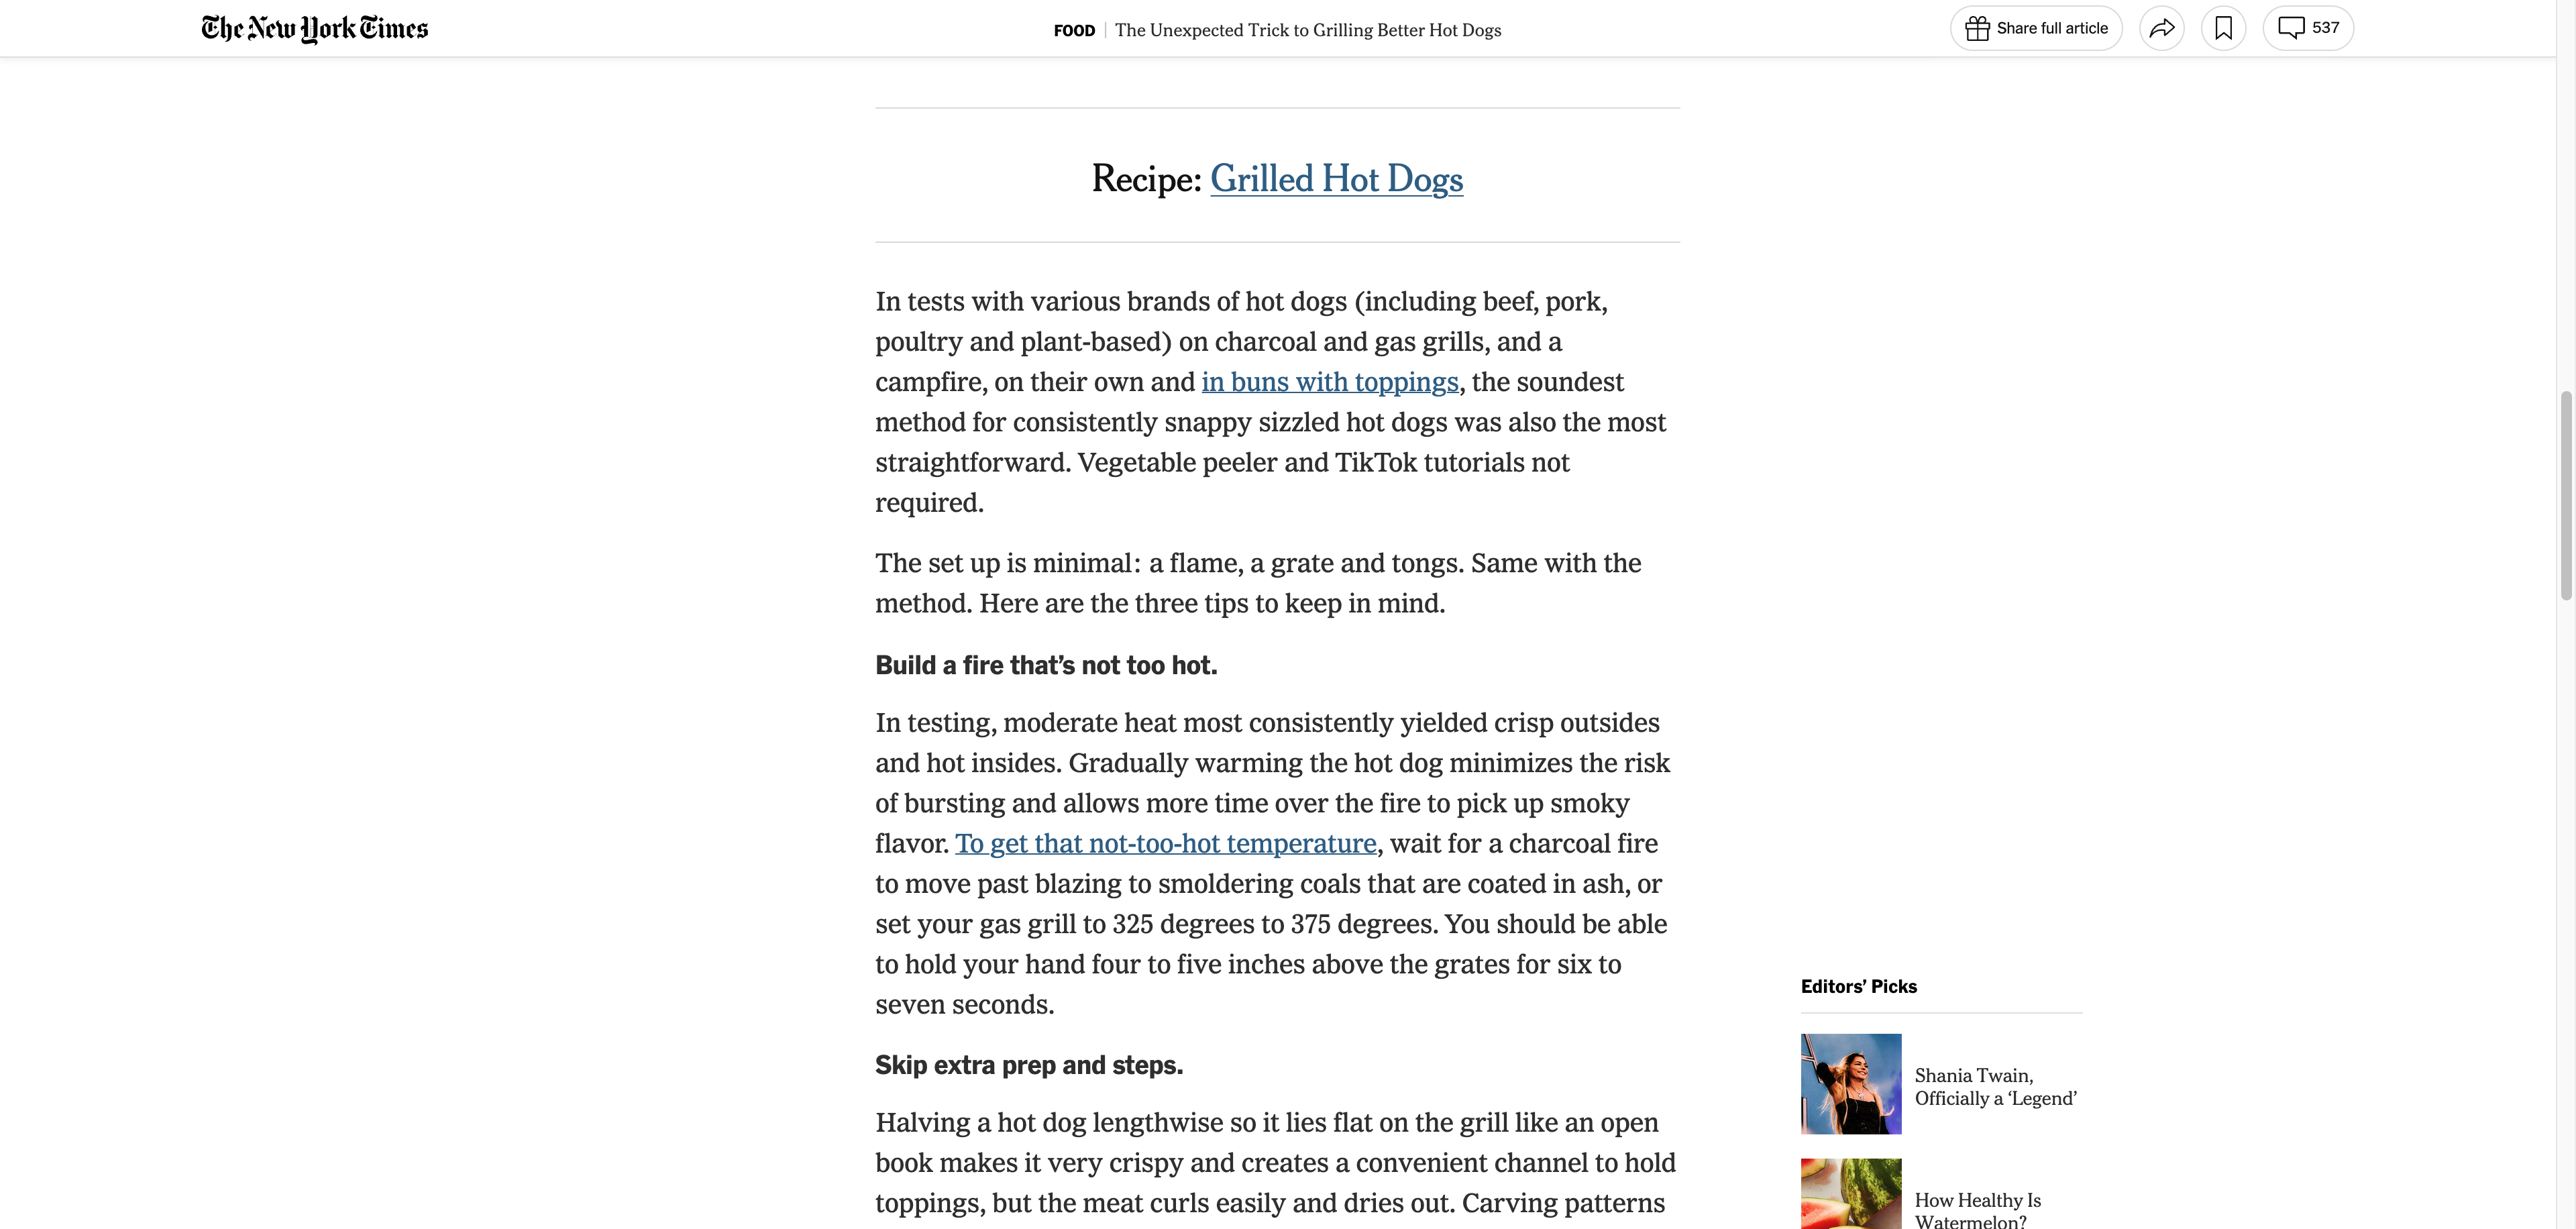 The New York Times
FOOD | The Unexpected Trick to Grilling Better Hot Dogs
Share full article
537
Recipe: Grilled Hot Dogs
In tests with various brands of hot dogs (including beef, pork,
poultry and plant-based) on charcoal and gas grills, and a
campfire, on their own and in buns with toppings, the soundest
method for consistently snappy sizzled hot dogs was also the most
straightforward. Vegetable peeler and TikTok tutorials not
required.
The set up is minimal: a flame, a grate and tongs. Same with the
method. Here are the three tips to keep in mind.
Build a fire that’s not too hot.
In testing, moderate heat most consistently yielded crisp outsides
and hot insides. Gradually warming the hot dog minimizes the risk
of bursting and allows more time over the fire to pick up smoky
flavor. To get that not-too-hot temperature, wait for a charcoal fire
to move past blazing to smoldering coals that are coated in ash, or
set your gas grill to 325 degrees to 375 degrees. You should be able
to hold your hand four to five inches above the grates for six to
seven seconds.
Skip extra prep and steps.
Halving a hot dog lengthwise so it lies flat on the grill like an open
book makes it very crispy and creates a convenient channel to hold
toppings, but the meat curls easily and dries out. Carving patterns
Editors’ Picks
Shania Twain,
Officially a ‘Legend’
How Healthy Is
Watermelon?